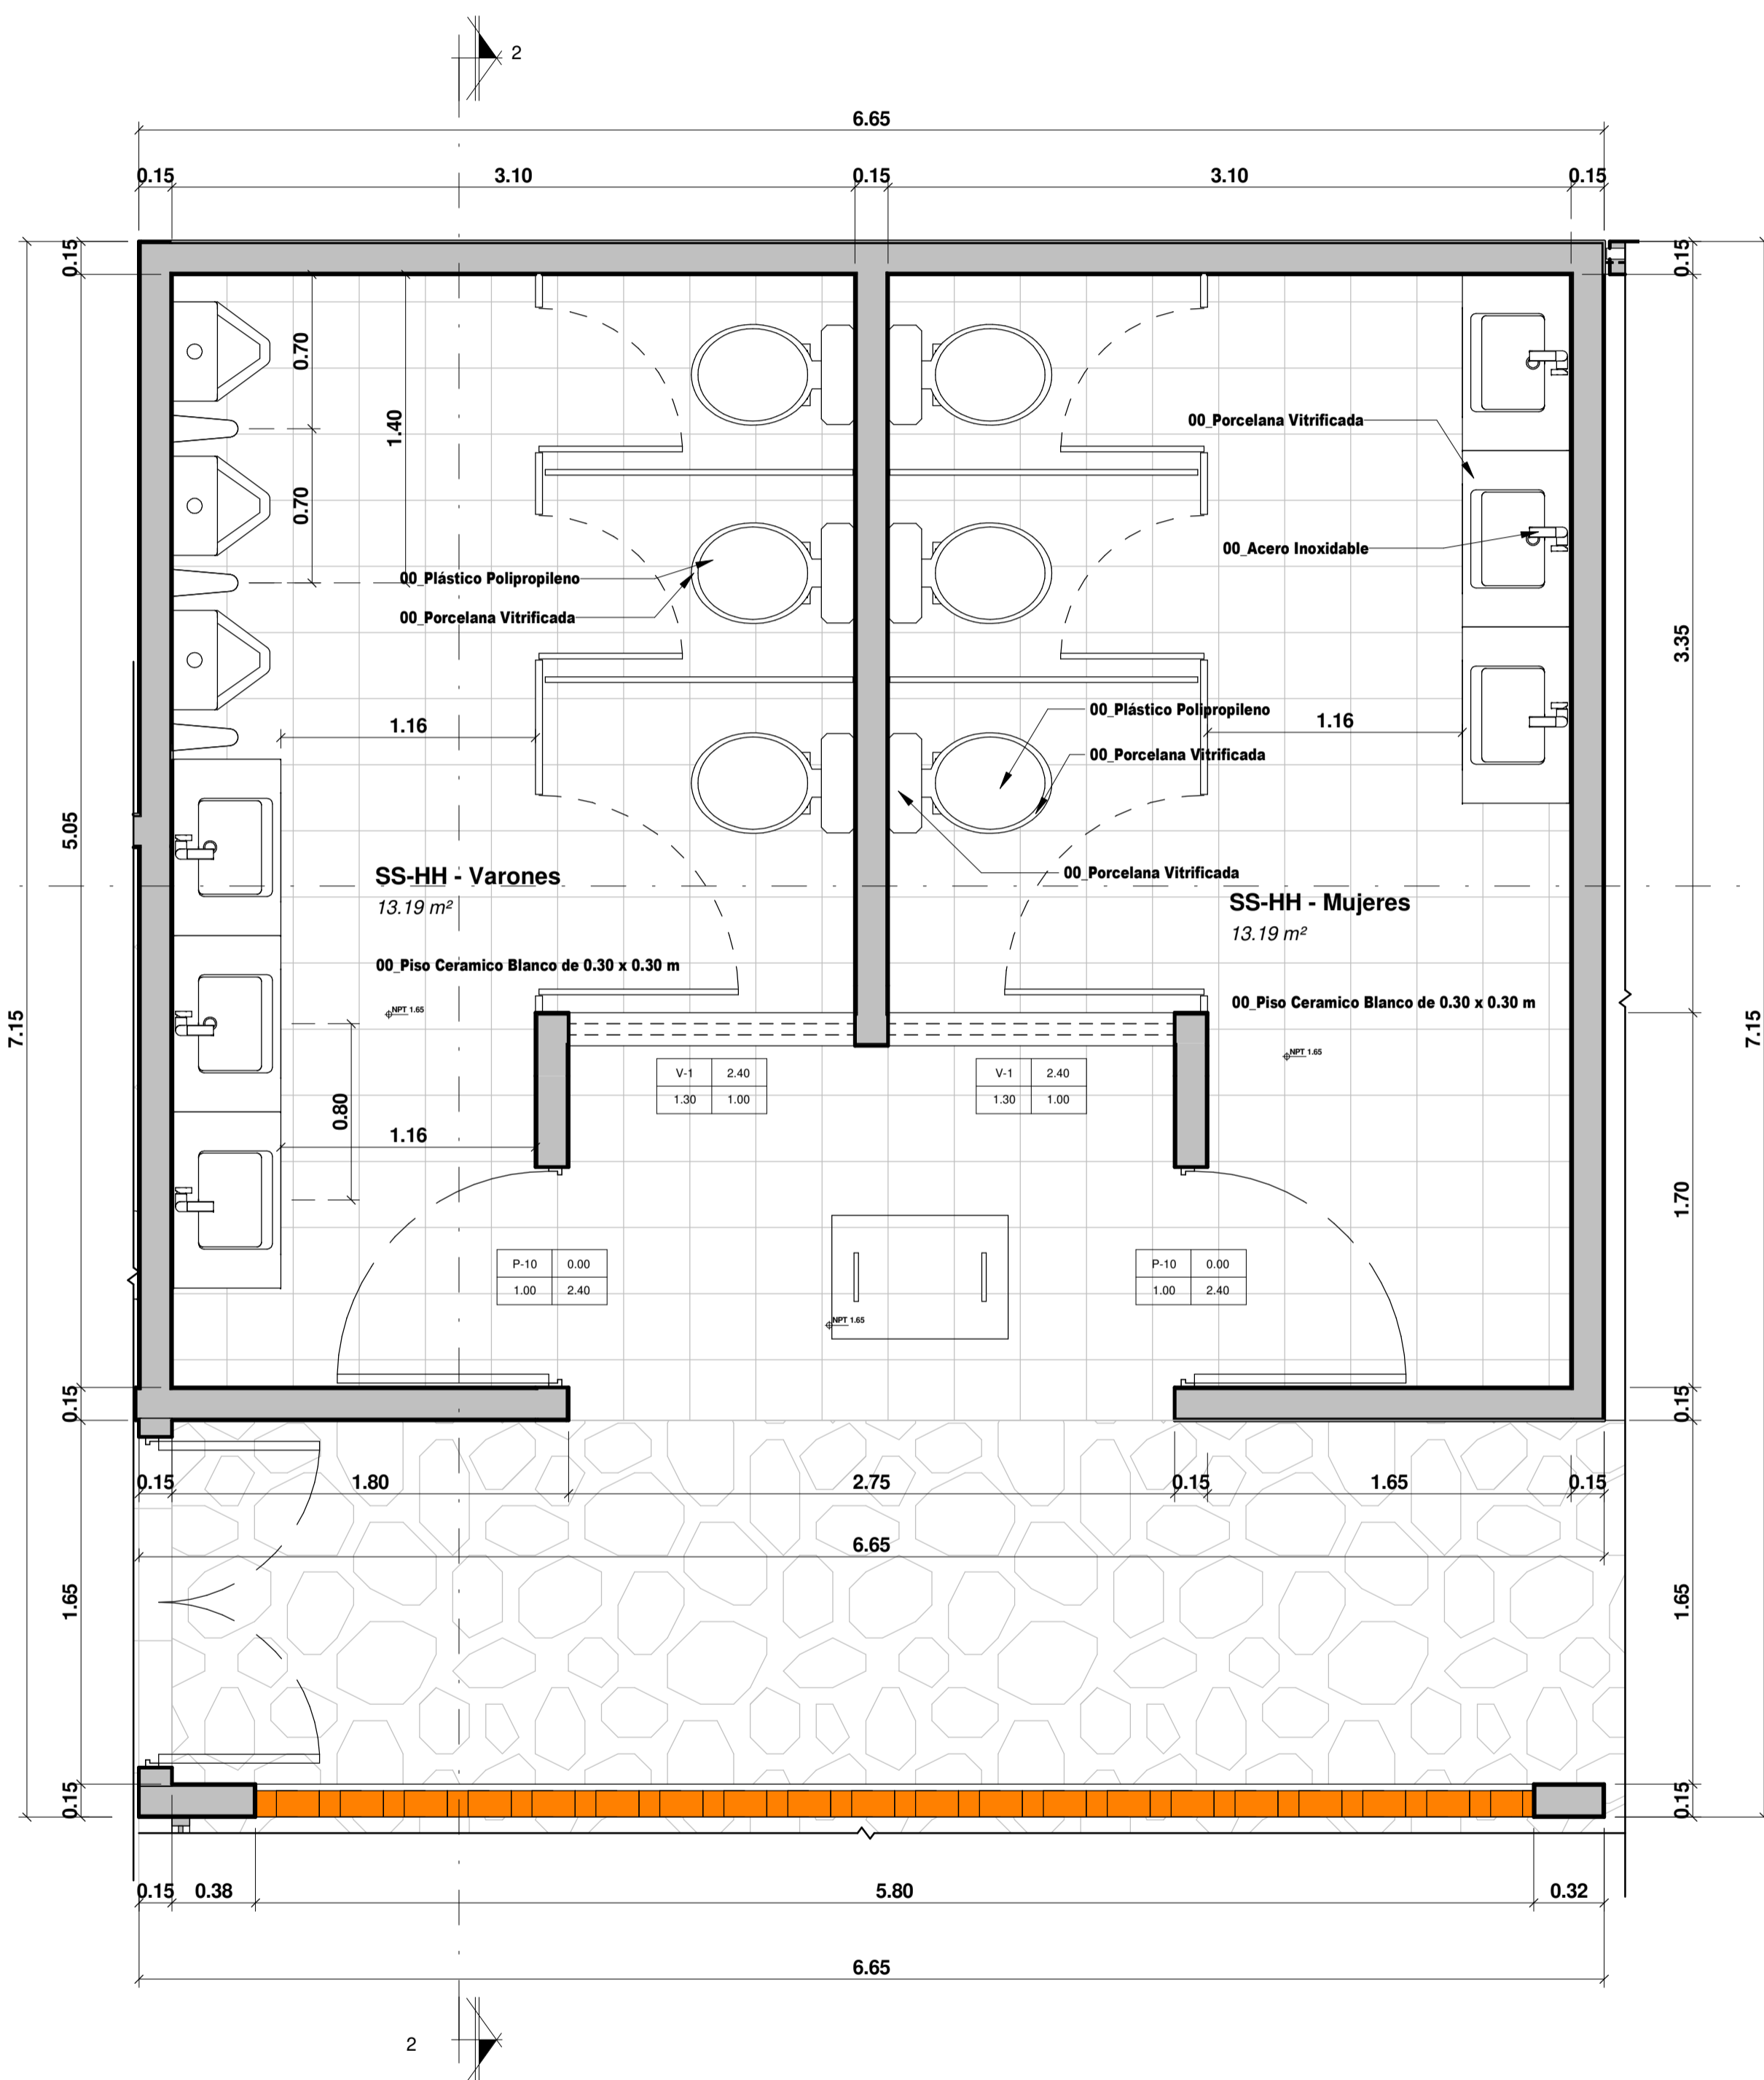 2
6.65
0.15 3.10 0.15 3.10 0.15
0.15
0.15
0.70
1.40
0.70
00_Porcelana Vitrificada
00_Acero Inoxidable
00_Plástico Polipropileno
00_Porcelana Vitrificada
3.35
00_Plástico Polipropileno
1.16
1.16
00_Porcelana Vitrificada
5.05
SS-HH - Varones
13.19 m²
00_Porcelana Vitrificada
SS-HH - Mujeres
13.19 m²
00_Piso Ceramico Blanco de 0.30 x 0.30 m
00_Piso Ceramico Blanco de 0.30 x 0.30 m
NPT 1.65
7.15
7.15
NPT 1.65
V-1 2.40
1.30 1.00
V-1 2.40
1.30 1.00
0.80
1.16
1.70
P-10 0.00
1.00 2.40
P-10 0.00
1.00 2.40
NPT 1.65
0.15
0.15
0.15 1.80 2.75 0.15 1.65 0.15
6.65
1.65
1.65
0.15
0.15
0.15 0.38 5.80 0.32
6.65
2